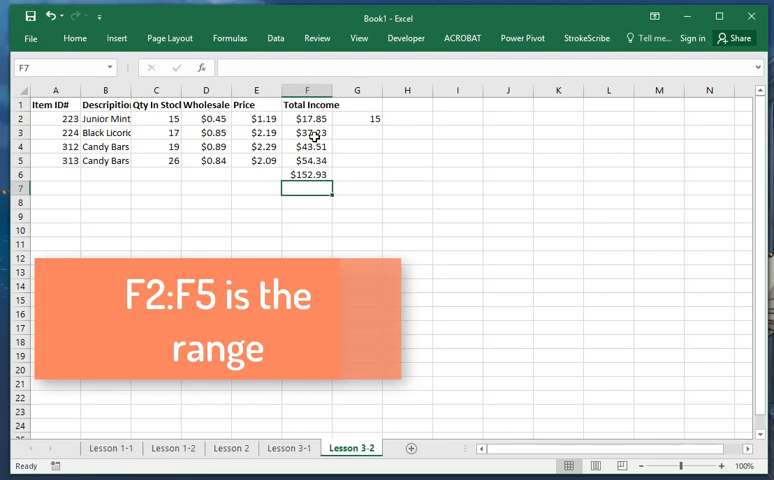 Book1 - Excel
File Home Insert Page Layout Formulas Data Review View Developer ACROBAT Power Pivot StrokeScribe Tell me... Sign in Share
F7 fx
A B C D E F G H I J K L M N
1 Item ID# Descripition Qty In Stock Wholesale Price Total Income
2 223 Junior Mint 15 $0.45 $1.19 $17.85 15
3 224 Black Licoric 17 $0.85 $2.19 $37.23
4 312 Candy Bars 19 $0.89 $2.29 $43.51
5 313 Candy Bars 26 $0.84 $2.09 $54.34
6 $152.93
7
8
9
10
11
12
13
14
15
16
17
18
19
20
21
22
23
24
F2:F5 is the
range
Lesson 1-1 Lesson 1-2 Lesson 2 Lesson 3-1 Lesson 3-2
Ready 100%